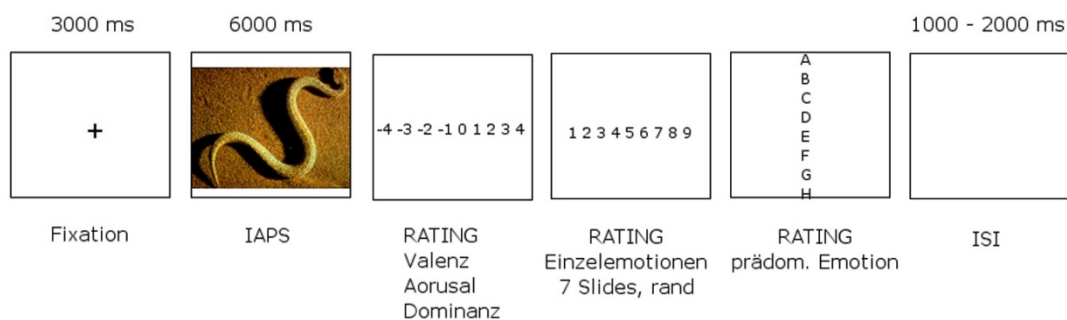 3000 ms
6000 ms
1000 - 2000 ms
+
-4 -3 -2 -1 0 1 2 3 4
1 2 3 4 5 6 7 8 9
A
B
C
D
E
F
G
H
Fixation
IAPS
RATING
Valenz
Aorusal
Dominanz
RATING
Einzelemotionen
7 Slides, rand
RATING
prädom. Emotion
ISI